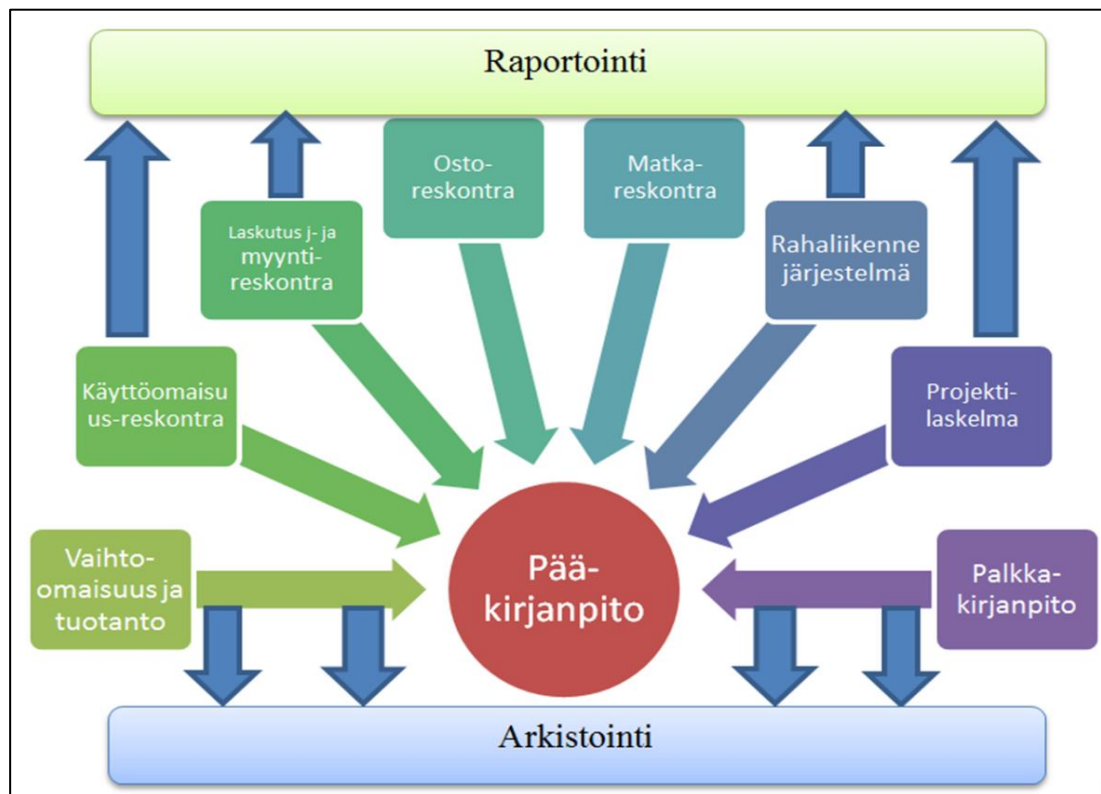 Raportointi
Osto-
reskontra
Matka-
reskontra
Laskutus j- ja
myynti-
reskontra
Rahaliikenne
järjestelmä
Käyttöomaisu
us-reskontra
Projekti-
laskelma
Vaihto-
omaisuus ja
tuotanto
Pää-
kirjanpito
Palkka-
kirjanpito
Arkistointi